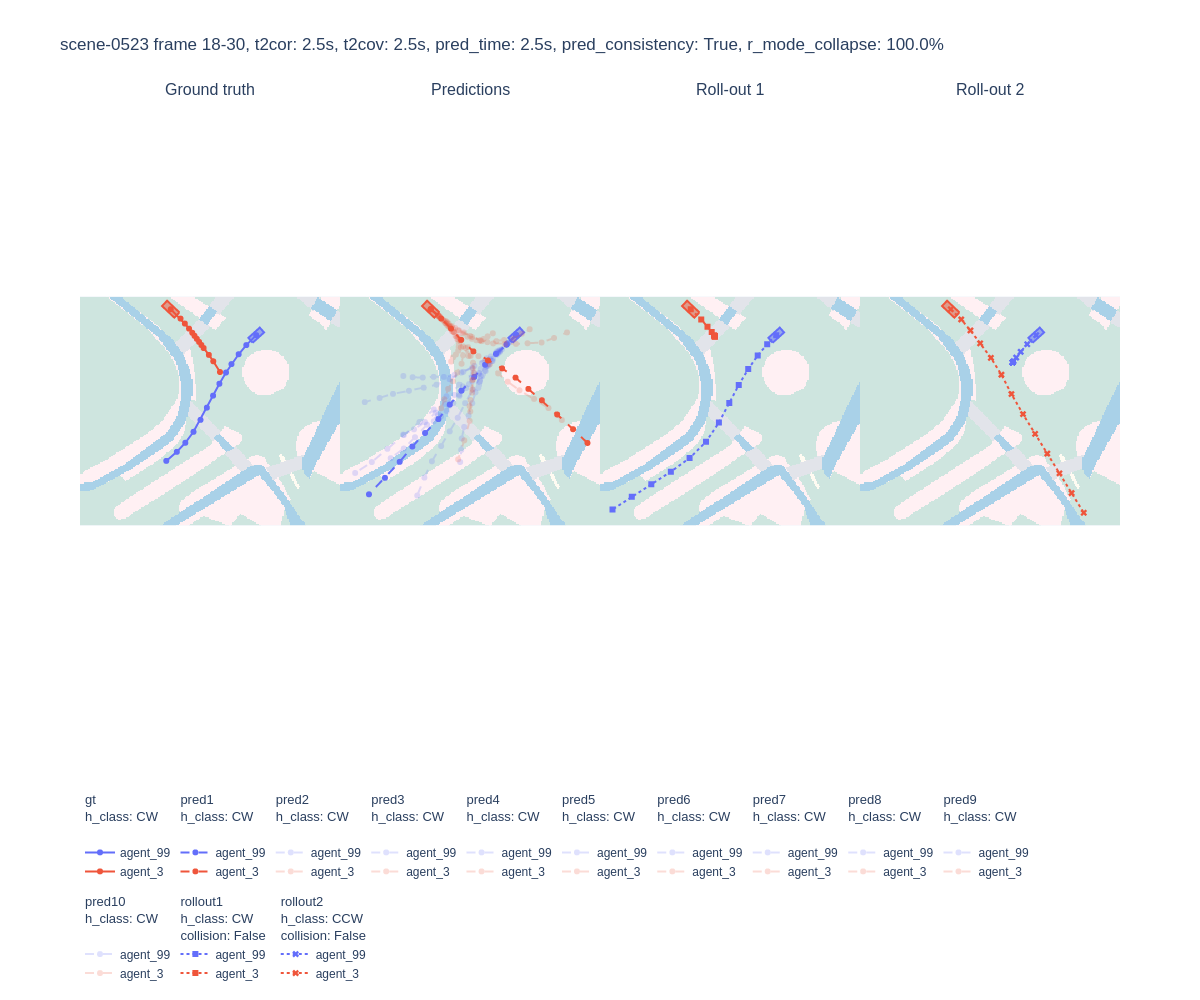 scene-0523 frame 18-30, t2cor: 2.5s, t2cov: 2.5s, pred_time: 2.5s, pred_consistency: True, r_mode_collapse: 100.0%
Ground truth Predictions Roll-out 1 Roll-out 2
gt pred1 pred2 pred3 pred4 pred5 pred6 pred7 pred8 pred9
h_class: CW h_class: CW h_class: CW h_class: CW h_class: CW h_class: CW h_class: CW h_class: CW h_class: CW h_class: CW
agent_99 agent_99 agent_99 agent_99 agent_99 agent_99 agent_99 agent_99 agent_99 agent_99
agent_3 agent_3 agent_3 agent_3 agent_3 agent_3 agent_3 agent_3 agent_3 agent_3
pred10 rollout1 rollout2
h_class: CW h_class: CW h_class: CCW
collision: False collision: False
agent_99 agent_99 agent_99
agent_3 agent_3 agent_3